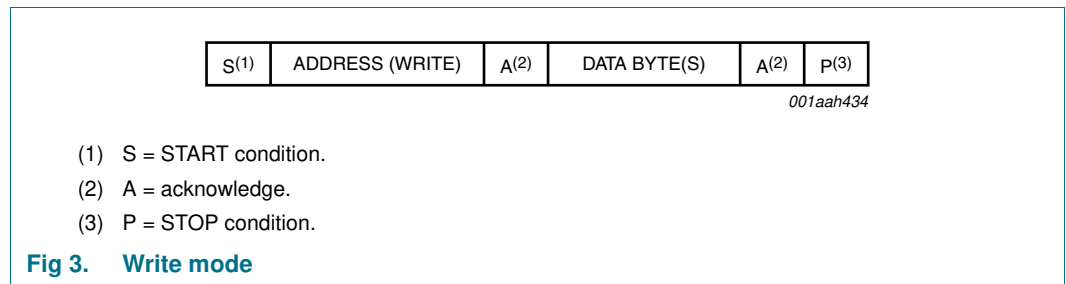 S(1) ADDRESS (WRITE) A(2) DATA BYTE(S) A(2) P(3)
001aah434
(1) S = START condition.
(2) A = acknowledge.
(3) P = STOP condition.
Fig 3. Write mode